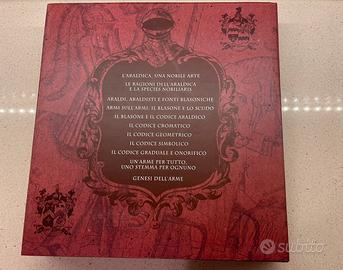 L'ARALDICA, UNA NOBILE ARTE
LE RAGIONI DELL'ARALDICA
E LA SPECIES NOBILIARIS
ARALDI, ARALDISTI E FONTI BLASONICHE
ARMI SULL'ARMI: IL BLASONE E LO SCUDO
IL BLASONE E IL CODICE ARALDICO
IL CODICE CROMATICO
IL CODICE GEOMETRICO
IL CODICE SIMBOLICO
IL CODICE GRADUALE E ONORIFICO
UN'ARME PER TUTTO,
UNO STEMMA PER OGNUNO
GENESI DELL'ARME
subito